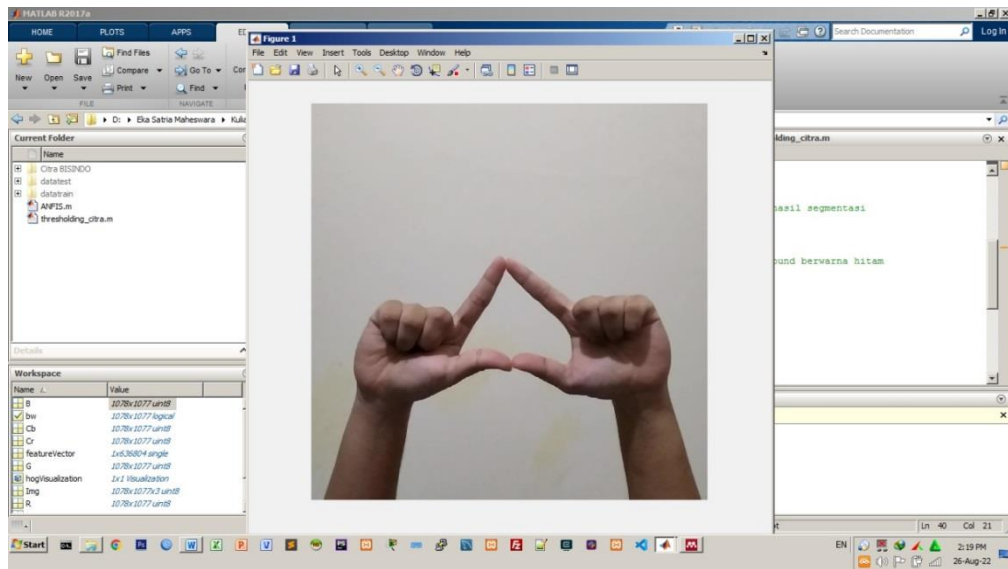 MATLAB R2017a
HOME PLOTS APPS
Search Documentation Log In
New Open Save
Find Files
Compare
Print
Go To
Find
FILE NAVIGATE
D: Eka Satria Maheswara
Current Folder
Name
Citra BISINDO
datatest
datatrain
ANFIS.m
thresholding_citra.m
Details
Workspace
Name Value
B 1078x1077 uint8
bw 1078x1077 logical
Cb 1078x1077 uint8
Cr 1078x1077 uint8
featureVector 1x636804 single
G 1078x1077 uint8
hogVisualization 1x1 Visualization
Img 1078x1077x3 uint8
R 1078x1077 uint8
Figure 1
File Edit View Insert Tools Desktop Window Help
lding_citra.m
hasil segmentasi
ound berwarna hitam
Ln 40 Col 21
Start
EN
2:19 PM
26-Aug-22